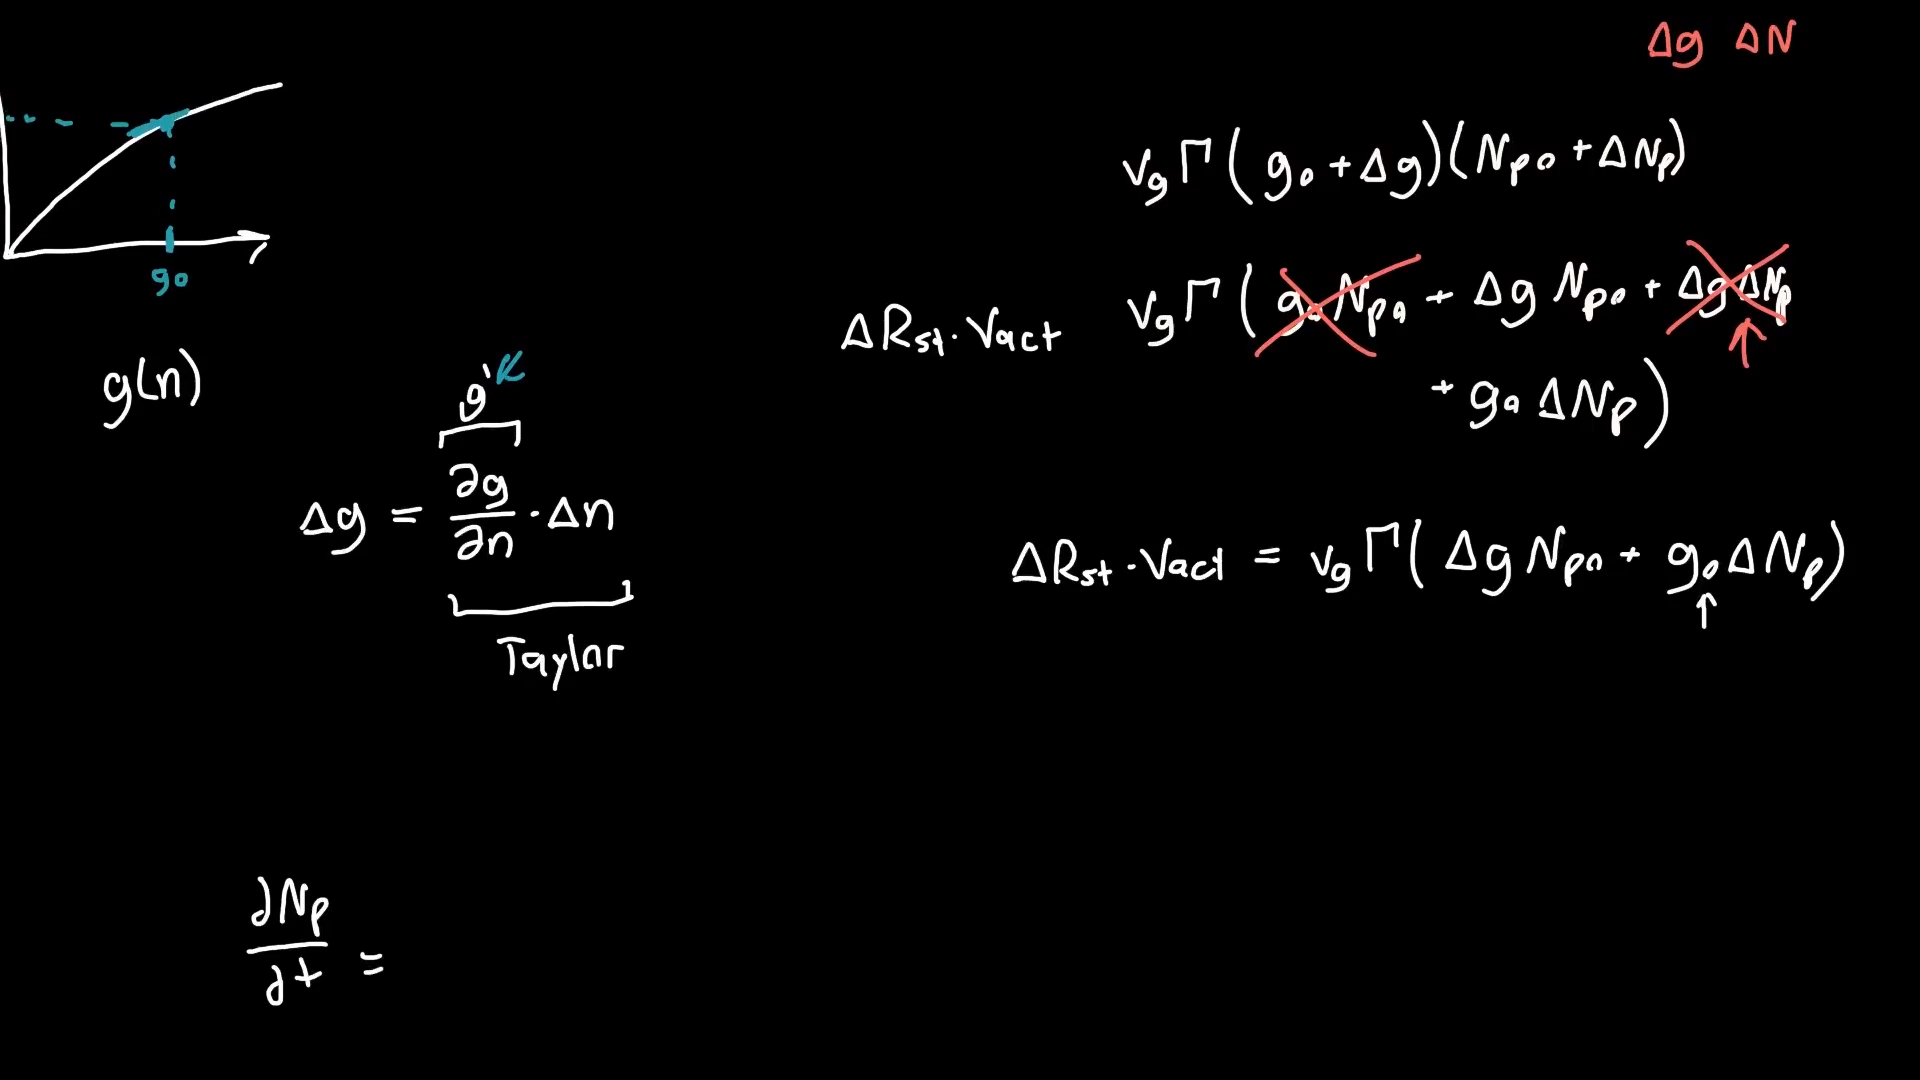 Δg ΔN
v_g Γ(g₀ + Δg)(N_p₀ + ΔN_p)
g₀
ΔR_st · V_act v_g Γ(g₀ N_p₀ + Δg N_p₀ + Δg ΔN_p
+ g₀ ΔN_p)
g(n)
g'
Δg = ∂g/∂n · Δn
Taylor
ΔR_st · V_act = v_g Γ(Δg N_p₀ + g₀ ΔN_p)
∂N_p/∂t =